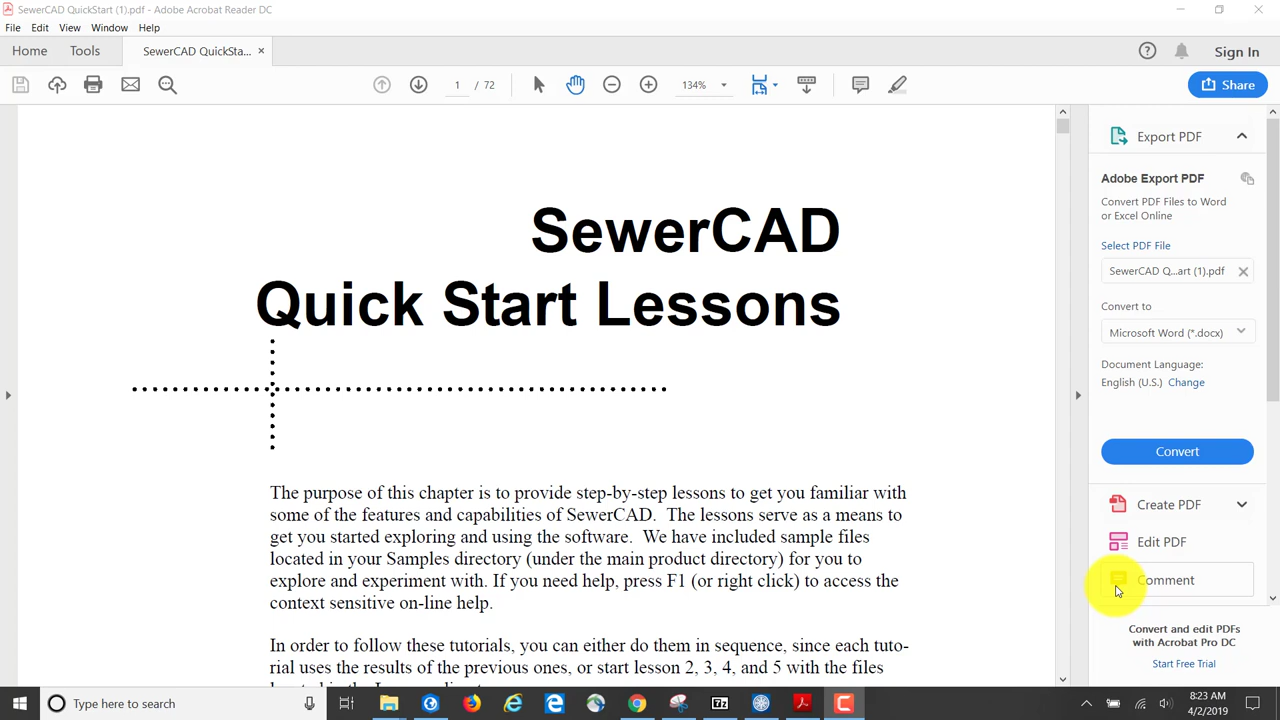 SewerCAD QuickStart (1).pdf - Adobe Acrobat Reader DC
File Edit View Window Help
Home Tools SewerCAD QuickSta... × Sign In
1 / 72 134% Share
Export PDF
Adobe Export PDF
Convert PDF Files to Word
or Excel Online
Select PDF File
SewerCAD Q...art (1).pdf
Convert to
Microsoft Word (*.docx)
Document Language:
English (U.S.) Change
Convert
Create PDF
Edit PDF
Comment
Convert and edit PDFs
with Acrobat Pro DC
Start Free Trial
SewerCAD
Quick Start Lessons
The purpose of this chapter is to provide step-by-step lessons to get you familiar with
some of the features and capabilities of SewerCAD. The lessons serve as a means to
get you started exploring and using the software. We have included sample files
located in your Samples directory (under the main product directory) for you to
explore and experiment with. If you need help, press F1 (or right click) to access the
context sensitive on-line help.
In order to follow these tutorials, you can either do them in sequence, since each tuto-
rial uses the results of the previous ones, or start lesson 2, 3, 4, and 5 with the files
Type here to search
7z
8:23 AM
4/2/2019